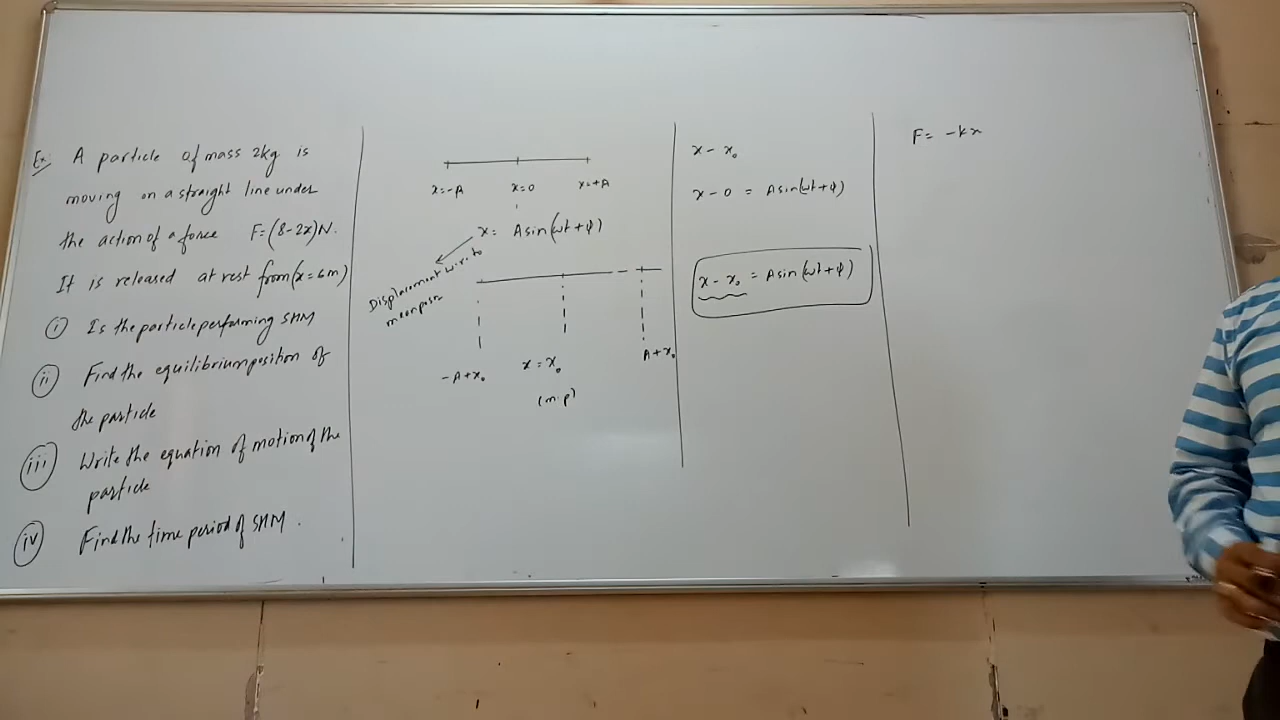 Ex: A particle of mass 2kg is
moving on a straight line under
the action of a force F=(8-2x)N.
It is released at rest from (x=6m)
(i) Is the particle performing SHM
(ii) Find the equilibrium position of
the particle
(iii) Write the equation of motion of the
particle
(iv) Find the time period of SHM.
x=-A x=0 x=+A
x= Asin(ωt+φ)
Displacement w.r.to
mean posn
-A+x₀ x=x₀ A+x₀
(m.p)
x-x₀
x-0 = Asin(ωt+φ)
x-x₀ = Asin(ωt+φ)
F= -kx